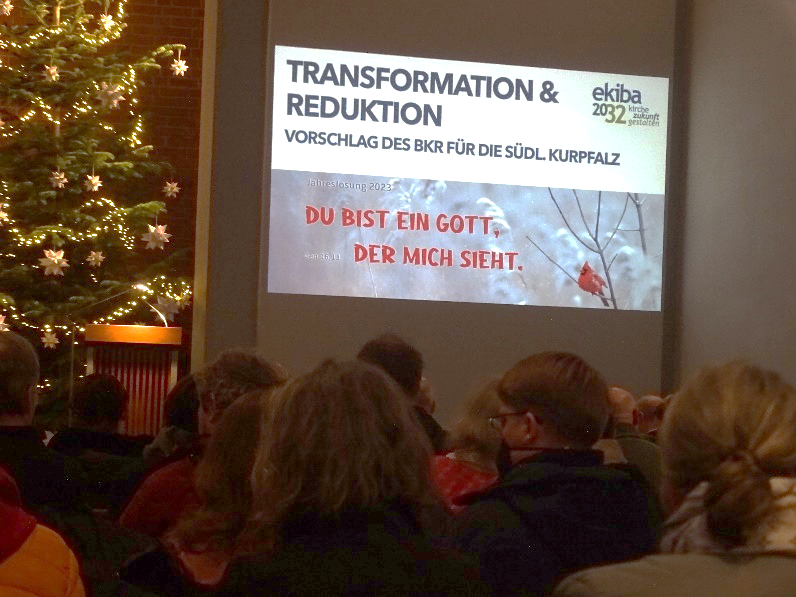 TRANSFORMATION &
REDUKTION
VORSCHLAG DES BKR FÜR DIE SÜDL. KURPFALZ
ekiba
2032 kirche
zukunft
gestalten
Jahreslosung 2023
DU BIST EIN GOTT,
DER MICH SIEHT.